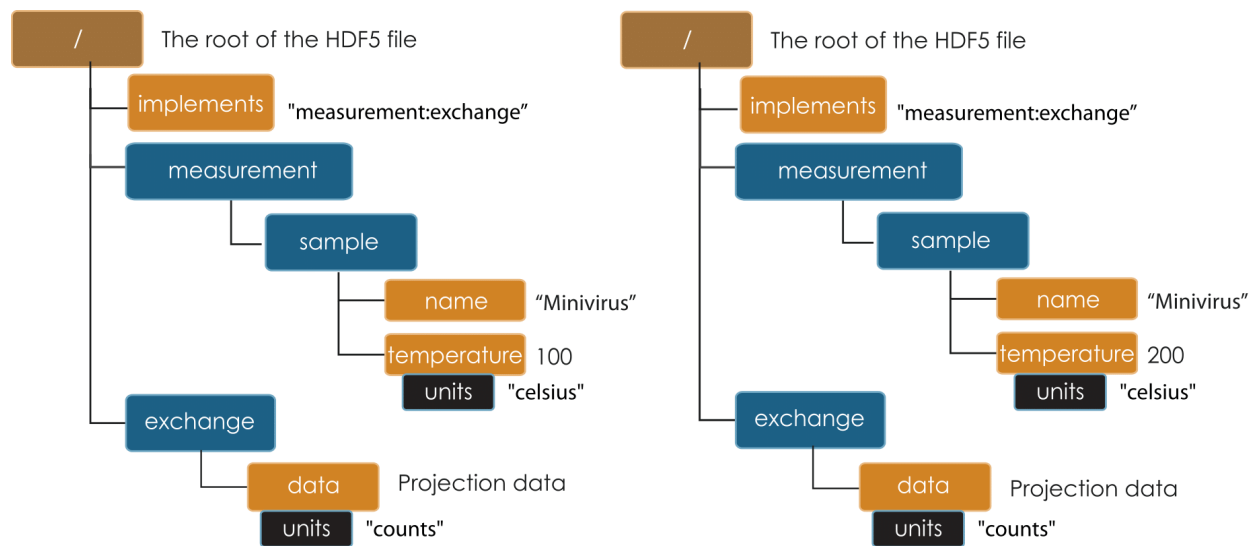 / The root of the HDF5 file
implements "measurement:exchange”
measurement
sample
name “Minivirus”
temperature 100
units "celsius"
exchange
data Projection data
units "counts"
/ The root of the HDF5 file
implements "measurement:exchange”
measurement
sample
name “Minivirus”
temperature 200
units "celsius"
exchange
data Projection data
units "counts"